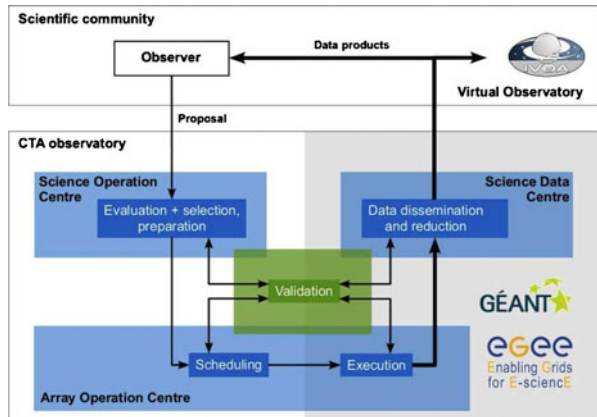 Scientific community
Observer
Data products
IVOA
Virtual Observatory
Proposal
CTA observatory
Science Operation
Centre
Evaluation + selection,
preparation
Science Data
Centre
Data dissemination
and reduction
Validation
GÉANT
Scheduling
Execution
Array Operation Centre
eGee
Enabling Grids
for E-sciencE